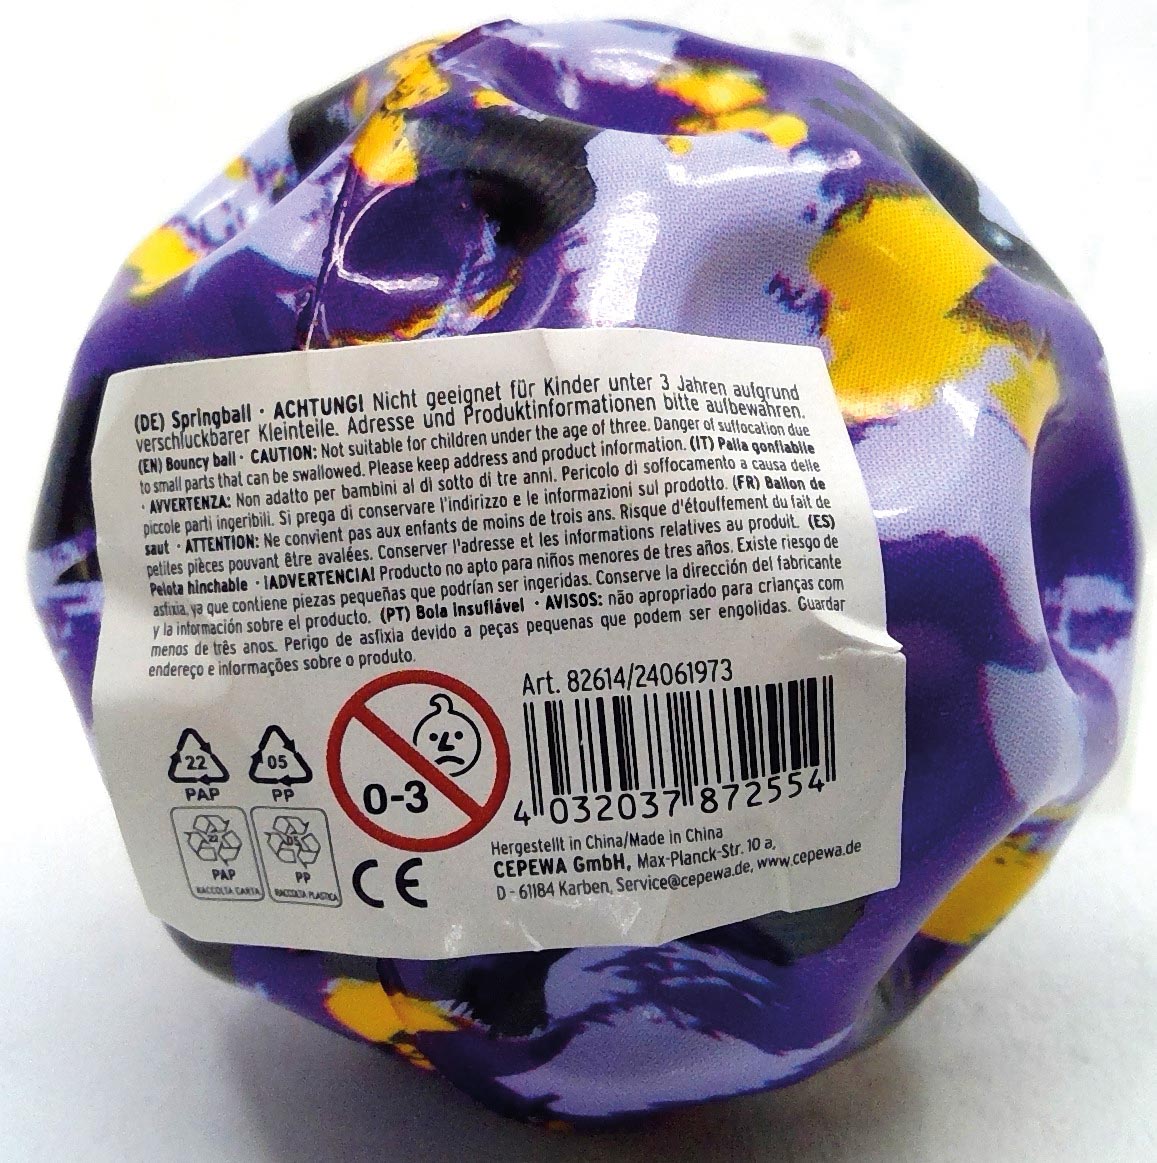 (DE) Springball · ACHTUNG! Nicht geeignet für Kinder unter 3 Jahren aufgrund
verschluckbarer Kleinteile. Adresse und Produktinformationen bitte aufbewahren.
(EN) Bouncy ball · CAUTION: Not suitable for children under the age of three. Danger of suffocation due
to small parts that can be swallowed. Please keep address and product information. (IT) Palla gonfiabile
· AVVERTENZA: Non adatto per bambini al di sotto di tre anni. Pericolo di soffocamento a causa delle
piccole parti ingeribili. Si prega di conservare l'indirizzo e le informazioni sul prodotto. (FR) Ballon de
saut · ATTENTION: Ne convient pas aux enfants de moins de trois ans. Risque d'étouffement du fait de
petites pièces pouvant être avalées. Conserver l'adresse et les informations relatives au produit. (ES)
Pelota hinchable · ¡ADVERTENCIA! Producto no apto para niños menores de tres años. Existe riesgo de
asfixia, ya que contiene piezas pequeñas que podrían ser ingeridas. Conserve la dirección del fabricante
y la información sobre el producto. (PT) Bola Insuflável · AVISOS: não apropriado para crianças com
menos de três anos. Perigo de asfixia devido a peças pequenas que podem ser engolidas. Guardar
endereço e informações sobre o produto.
Art. 82614/24061973
22
PAP
05
PP
0-3
4 032037 872554
22
PAP
RACCOLTA CARTA
05
PP
RACCOLTA PLASTICA
CE
Hergestellt in China/Made in China
CEPEWA GmbH, Max-Planck-Str. 10 a,
D - 61184 Karben, Service@cepewa.de, www.cepewa.de